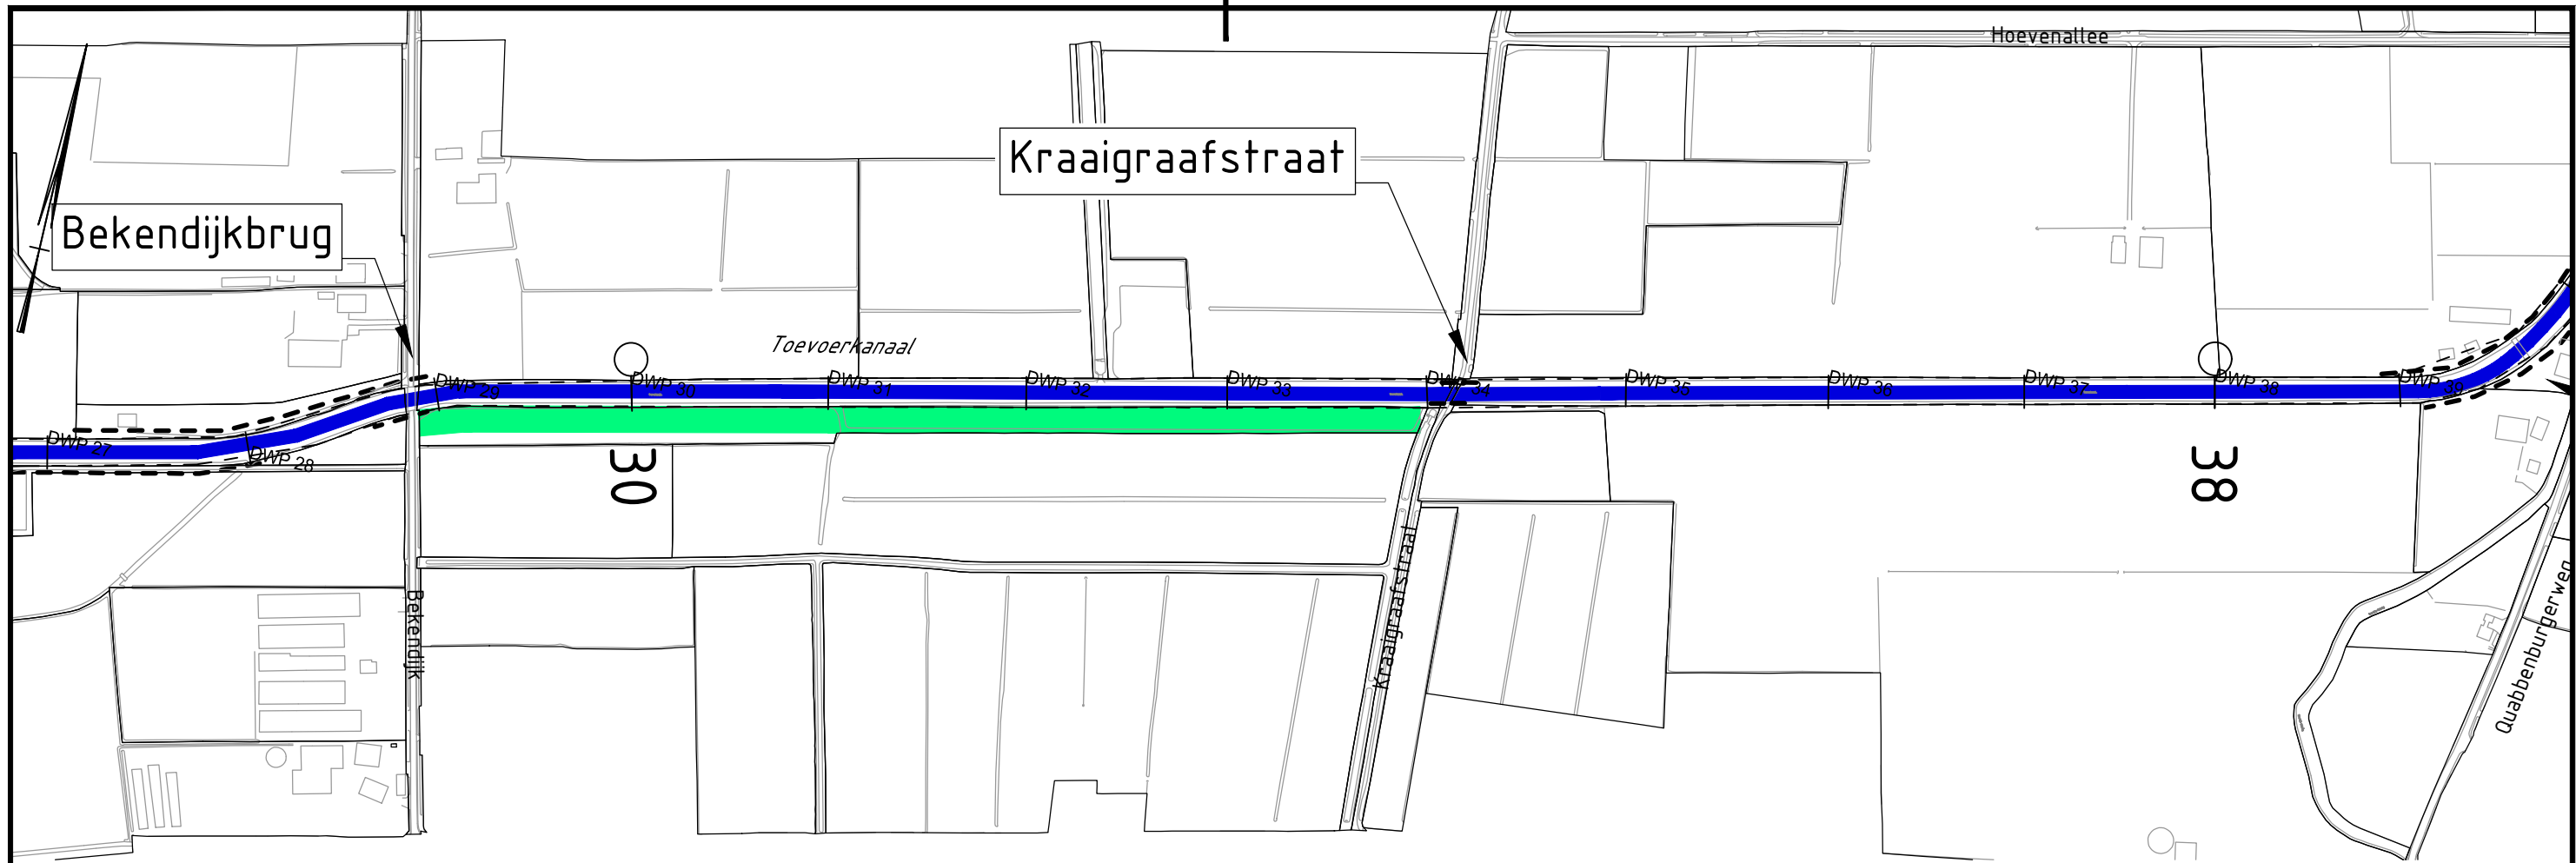 Hoevenallee
Kraaigraafstraat
Bekendijkbrug
Toevoerkanaal
DWP 27
DWP 28
DWP 29
DWP 30
DWP 31
DWP 32
DWP 33
DWP 34
DWP 35
DWP 36
DWP 37
DWP 38
DWP 39
30
38
Bekendijk
Kraaigraafstraat
Quabbenburgerweg